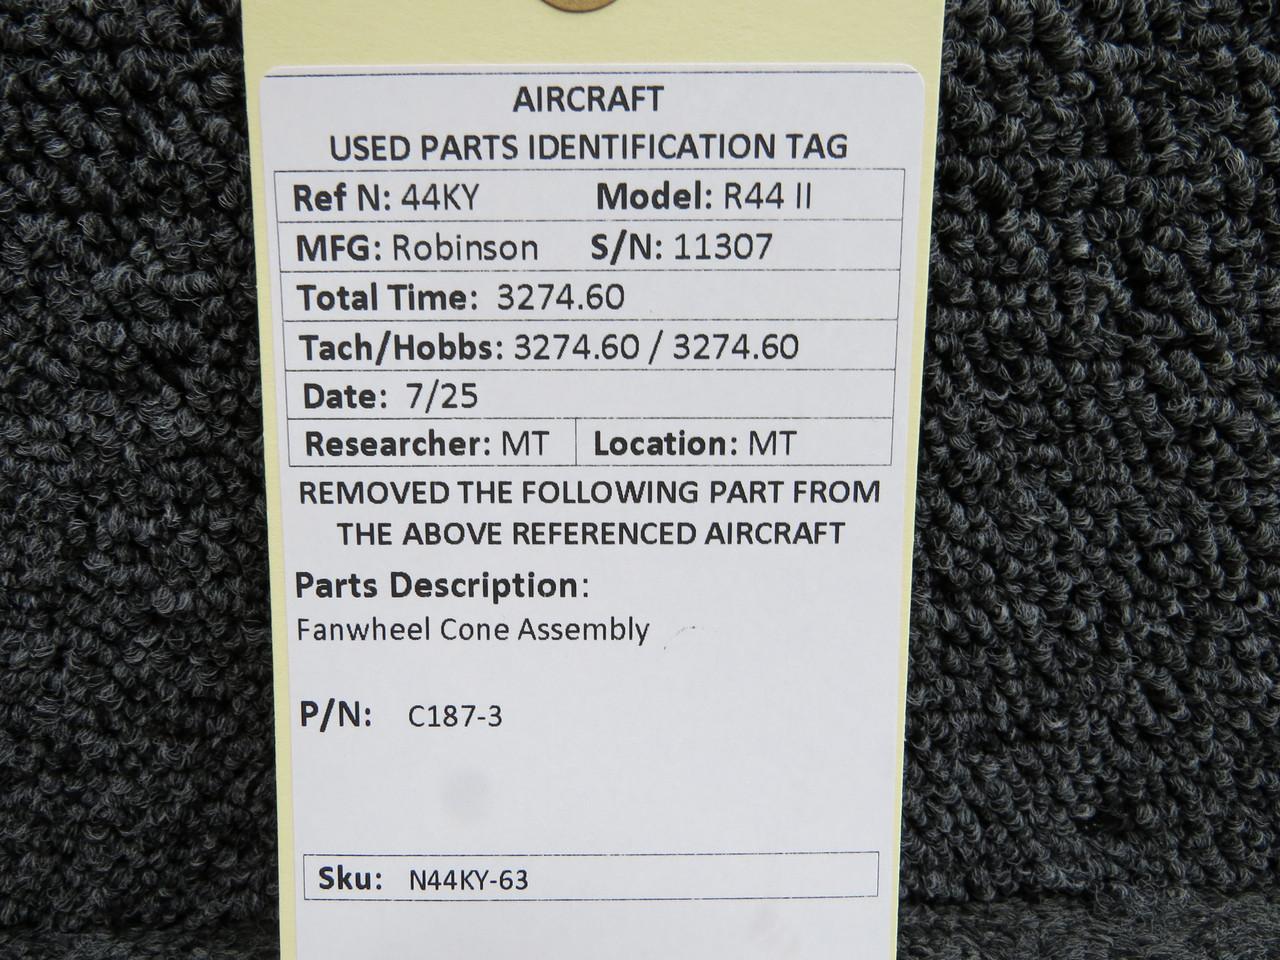 AIRCRAFT
USED PARTS IDENTIFICATION TAG
Ref N: 44KY Model: R44 II
MFG: Robinson S/N: 11307
Total Time: 3274.60
Tach/Hobbs: 3274.60 / 3274.60
Date: 7/25
Researcher: MT Location: MT
REMOVED THE FOLLOWING PART FROM
THE ABOVE REFERENCED AIRCRAFT
Parts Description:
Fanwheel Cone Assembly
P/N: C187-3
Sku: N44KY-63